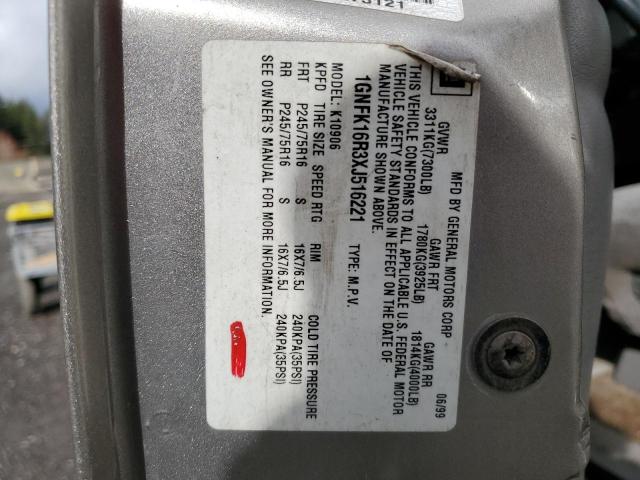 MFD BY GENERAL MOTORS CORP 06/99
GVWR GAWR FRT GAWR RR
3311KG(7300LB) 1780KG(3925LB) 1814KG(4000LB)
THIS VEHICLE CONFORMS TO ALL APPLICABLE U.S. FEDERAL MOTOR
VEHICLE SAFETY STANDARDS IN EFFECT ON THE DATE OF
MANUFACTURE SHOWN ABOVE.
1GNFK16R3XJ516221 TYPE: M.P.V.
MODEL: K10906
KPFD TIRE SIZE SPEED RTG RIM COLD TIRE PRESSURE
FRT P245/75R16 S 16X7/6.5J 240KPA(35PSI)
RR P245/75R16 S 16X7/6.5J 240KPA(35PSI)
SEE OWNER'S MANUAL FOR MORE INFORMATION.